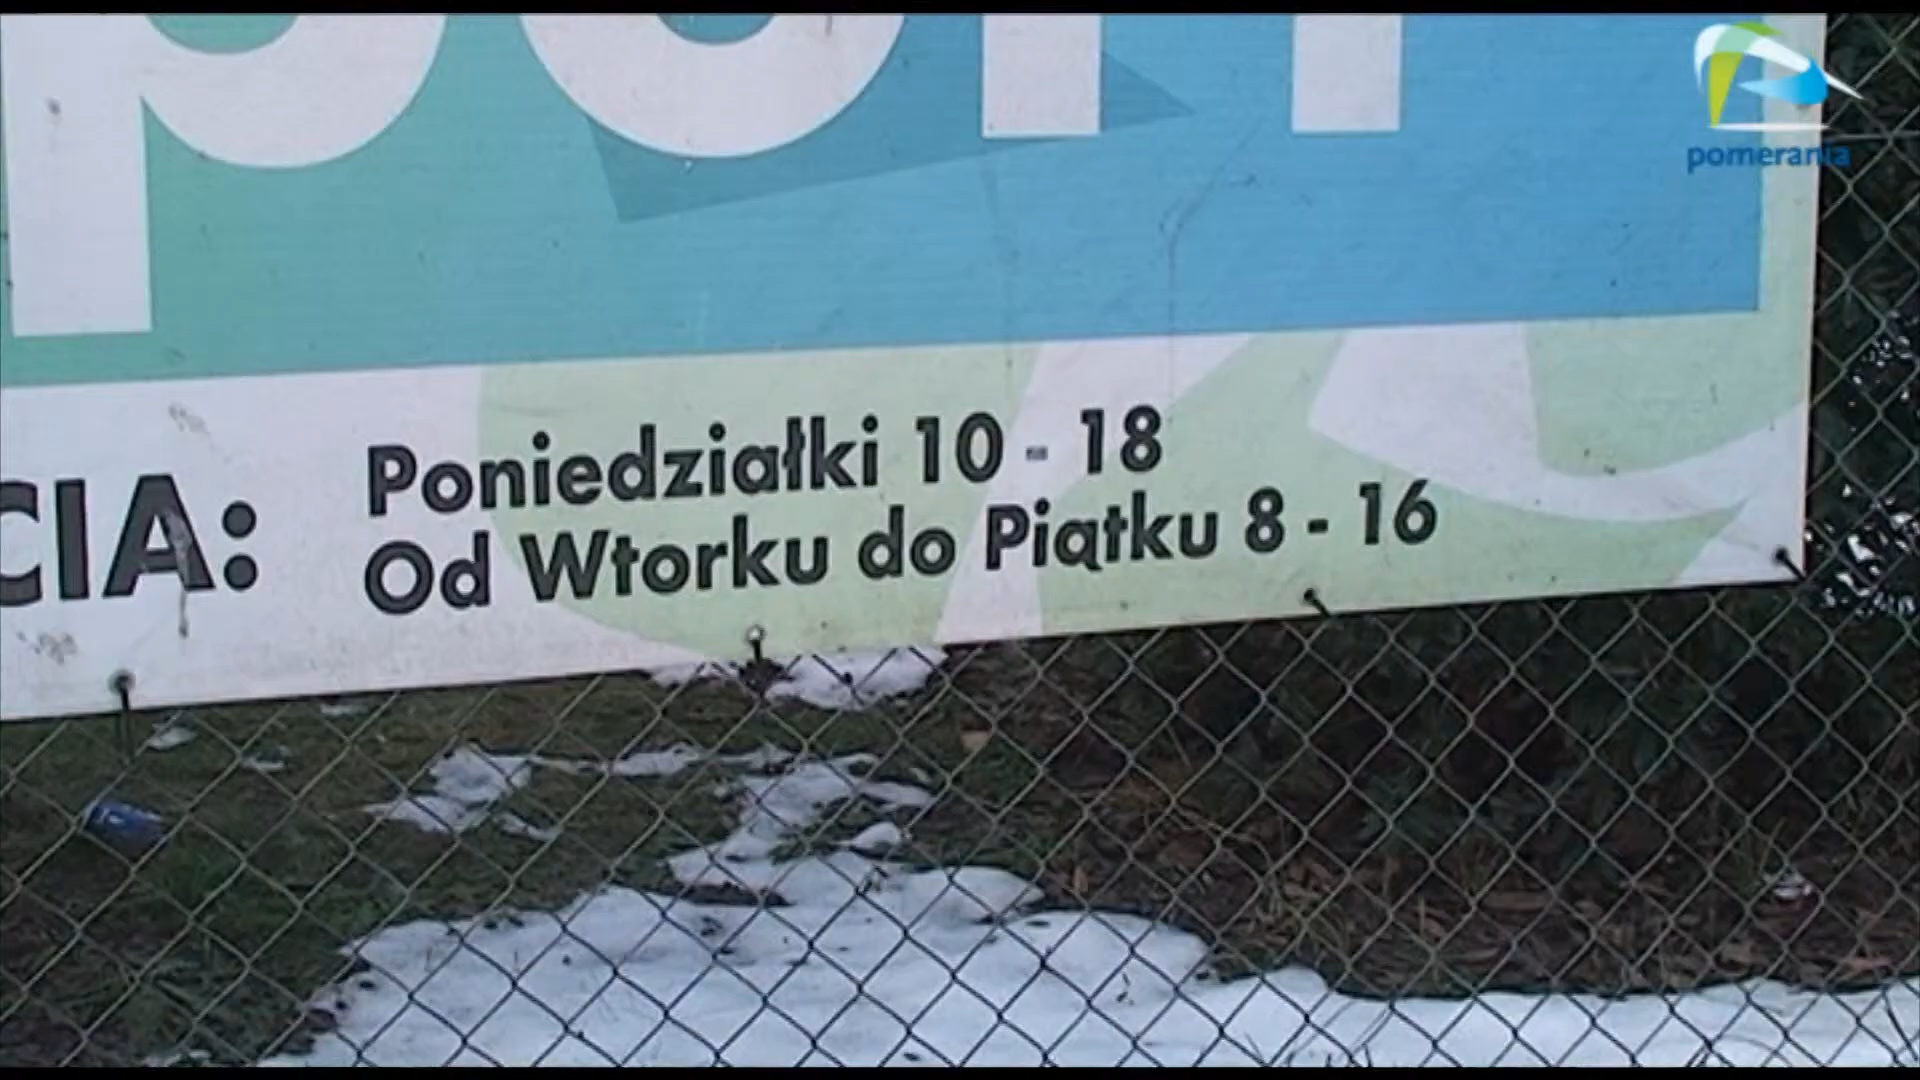 pomerania
CIA:
Poniedziałki 10 - 18
Od Wtorku do Piątku 8 - 16